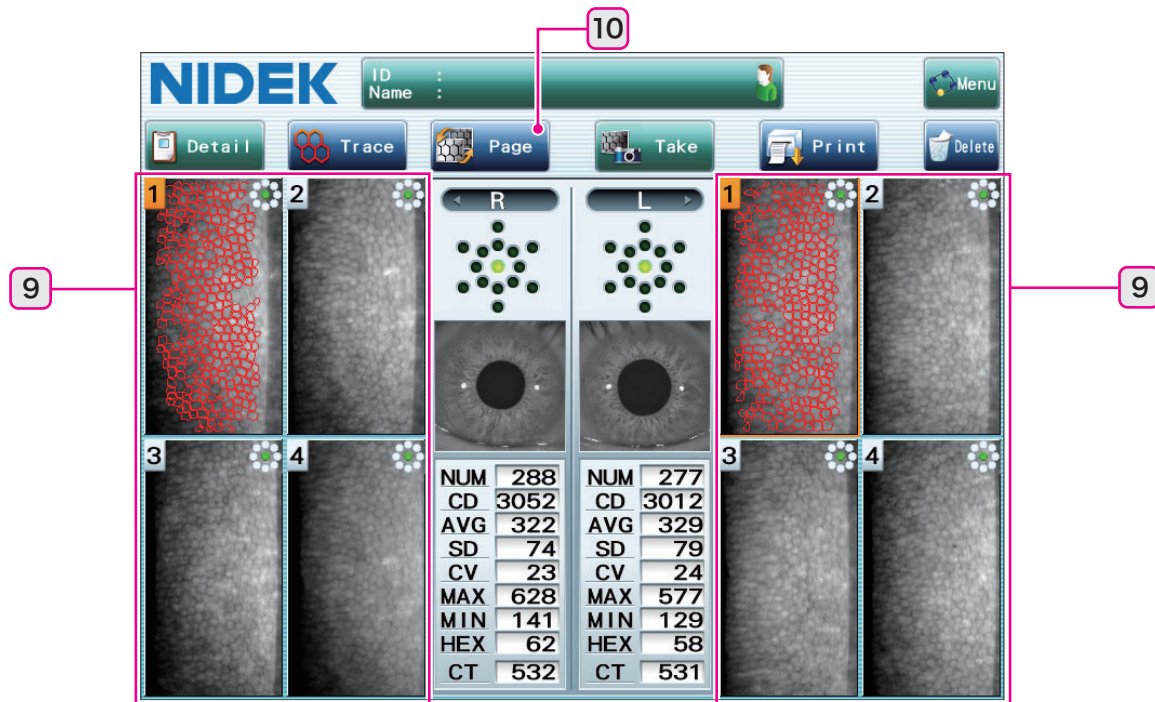 10
NIDEK
ID :
Name :
Menu
Detail
Trace
Page
Take
Print
Delete
1
2
R
L
1
2
9
9
3
4
3
4
NUM 288
CD 3052
AVG 322
SD 74
CV 23
MAX 628
MIN 141
HEX 62
CT 532
NUM 277
CD 3012
AVG 329
SD 79
CV 24
MAX 577
MIN 129
HEX 58
CT 531